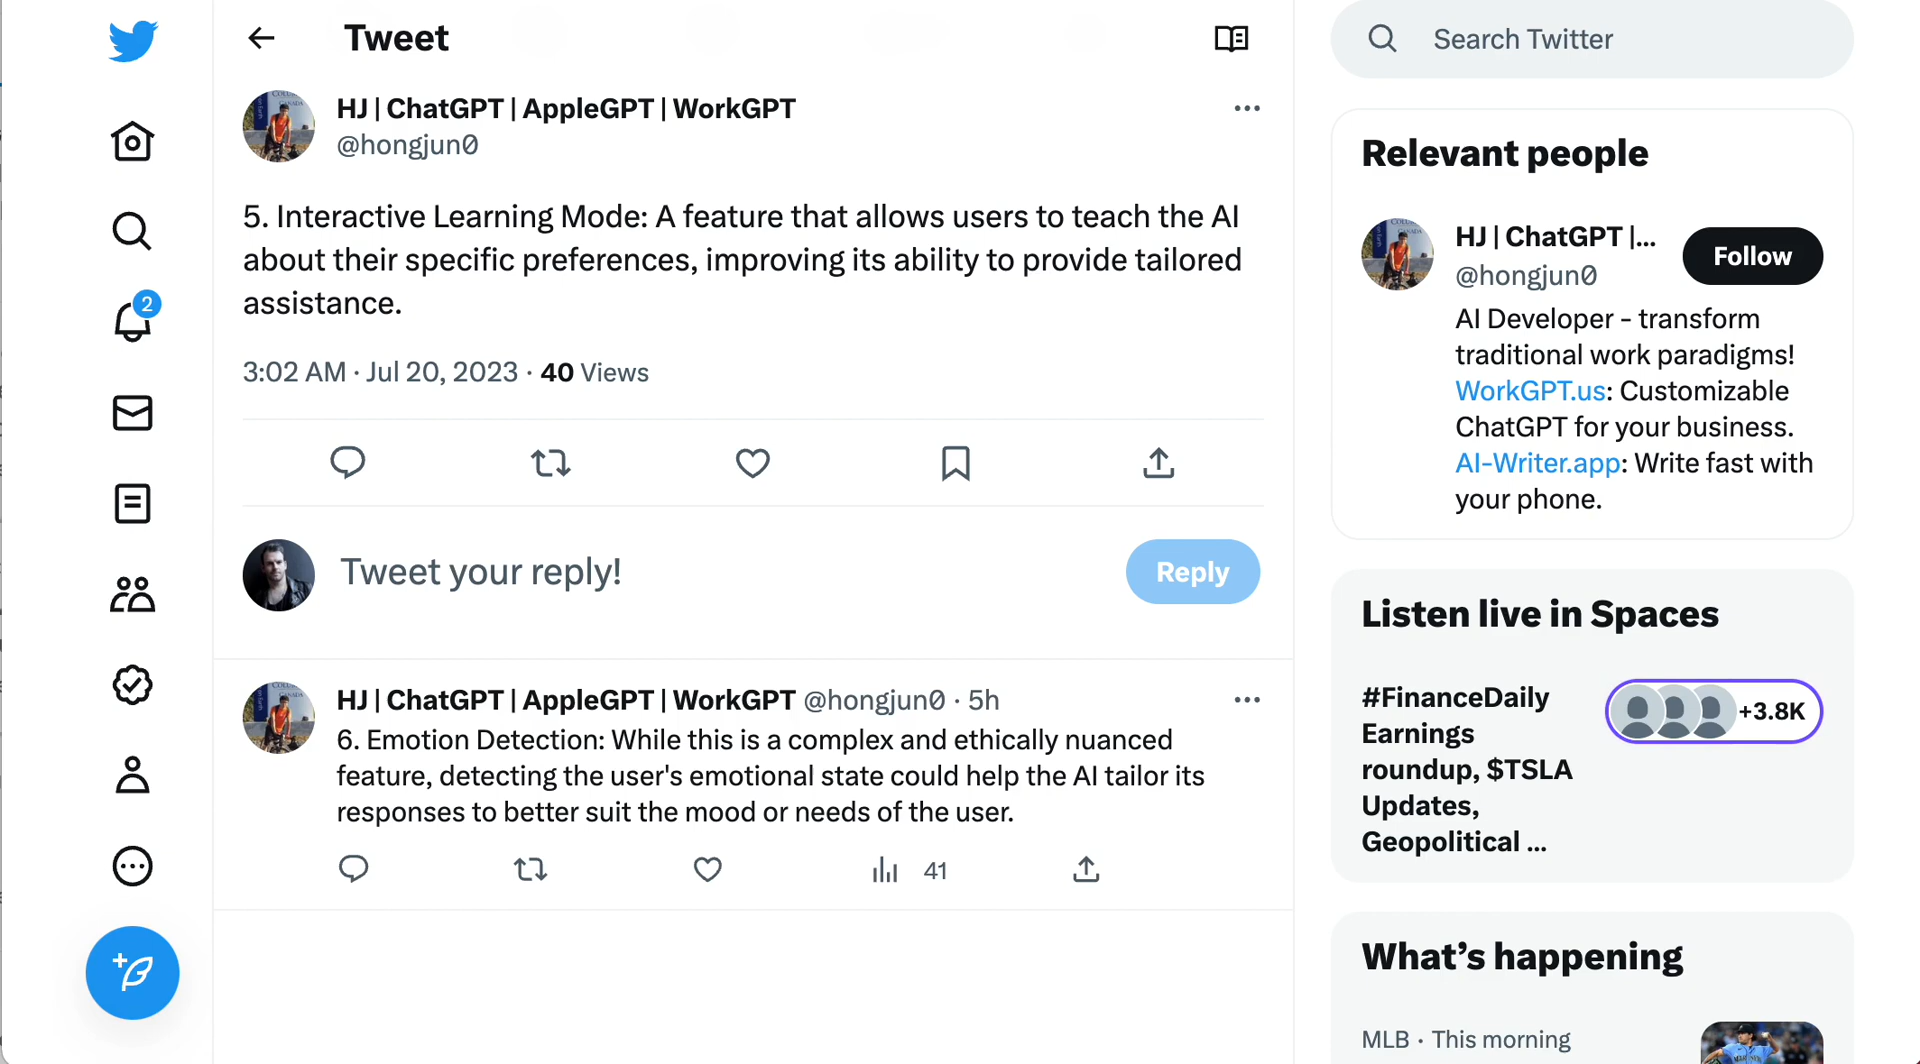 Tweet
HJ | ChatGPT | AppleGPT | WorkGPT
@hongjun0
5. Interactive Learning Mode: A feature that allows users to teach the AI
about their specific preferences, improving its ability to provide tailored
assistance.
3:02 AM · Jul 20, 2023 · 40 Views
2
Tweet your reply!
Reply
HJ | ChatGPT | AppleGPT | WorkGPT @hongjun0 · 5h
6. Emotion Detection: While this is a complex and ethically nuanced
feature, detecting the user's emotional state could help the AI tailor its
responses to better suit the mood or needs of the user.
41
Search Twitter
Relevant people
HJ | ChatGPT |...
@hongjun0
Follow
AI Developer - transform
traditional work paradigms!
WorkGPT.us: Customizable
ChatGPT for your business.
AI-Writer.app: Write fast with
your phone.
Listen live in Spaces
#FinanceDaily
Earnings
roundup, $TSLA
Updates,
Geopolitical ...
+3.8K
What’s happening
MLB · This morning